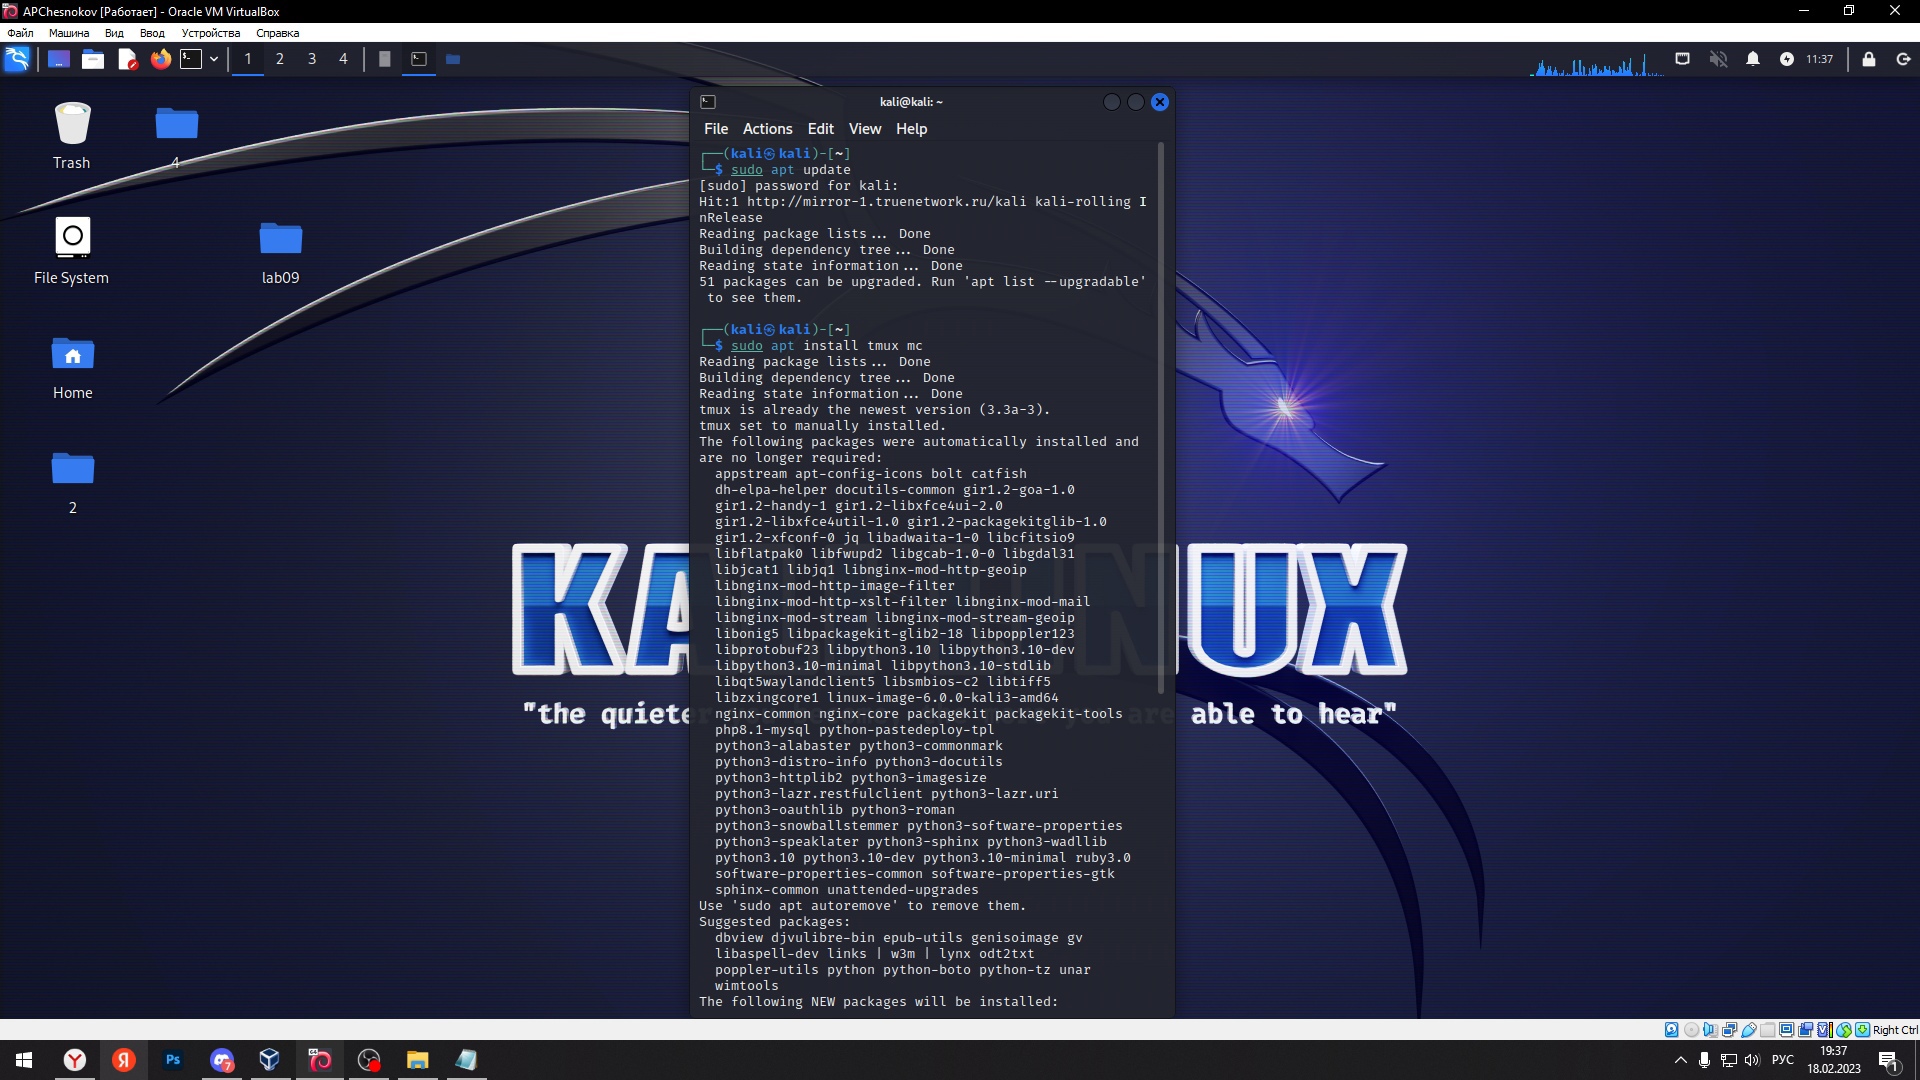 APChesnokov [Работает] - Oracle VM VirtualBox
Файл Машина Вид Ввод Устройства Справка
1 2 3 4
11:37
Trash
4
File System
lab09
Home
2
kali@kali: ~
File Actions Edit View Help
┌──(kali㉿kali)-[~]
└─$ sudo apt update
[sudo] password for kali:
Hit:1 http://mirror-1.truenetwork.ru/kali kali-rolling I
nRelease
Reading package lists... Done
Building dependency tree... Done
Reading state information... Done
51 packages can be upgraded. Run 'apt list --upgradable'
to see them.
┌──(kali㉿kali)-[~]
└─$ sudo apt install tmux mc
Reading package lists... Done
Building dependency tree... Done
Reading state information... Done
tmux is already the newest version (3.3a-3).
tmux set to manually installed.
The following packages were automatically installed and
are no longer required:
appstream apt-config-icons bolt catfish
dh-elpa-helper docutils-common gir1.2-goa-1.0
gir1.2-handy-1 gir1.2-libxfce4ui-2.0
gir1.2-libxfce4util-1.0 gir1.2-packagekitglib-1.0
gir1.2-xfconf-0 jq libadwaita-1-0 libcfitsio9
libflatpak0 libfwupd2 libgcab-1.0-0 libgdal31
libjcat1 libjq1 libnginx-mod-http-geoip
libnginx-mod-http-image-filter
libnginx-mod-http-xslt-filter libnginx-mod-mail
libnginx-mod-stream libnginx-mod-stream-geoip
libonig5 libpackagekit-glib2-18 libpoppler123
libprotobuf23 libpython3.10 libpython3.10-dev
libpython3.10-minimal libpython3.10-stdlib
libqt5waylandclient5 libsmbios-c2 libtiff5
libzxingcore1 linux-image-6.0.0-kali3-amd64
nginx-common nginx-core packagekit packagekit-tools
php8.1-mysql python-pastedeploy-tpl
python3-alabaster python3-commonmark
python3-distro-info python3-docutils
python3-httplib2 python3-imagesize
python3-lazr.restfulclient python3-lazr.uri
python3-oauthlib python3-roman
python3-snowballstemmer python3-software-properties
python3-speaklater python3-sphinx python3-wadllib
python3.10 python3.10-dev python3.10-minimal ruby3.0
software-properties-common software-properties-gtk
sphinx-common unattended-upgrades
Use 'sudo apt autoremove' to remove them.
Suggested packages:
dbview djvulibre-bin epub-utils genisoimage gv
libaspell-dev links | w3m | lynx odt2txt
poppler-utils python python-boto python-tz unar
wimtools
The following NEW packages will be installed:
KA NUX
"the quiete are able to hear"
Right Ctrl
Ps
7
РУС
19:37
18.02.2023
1